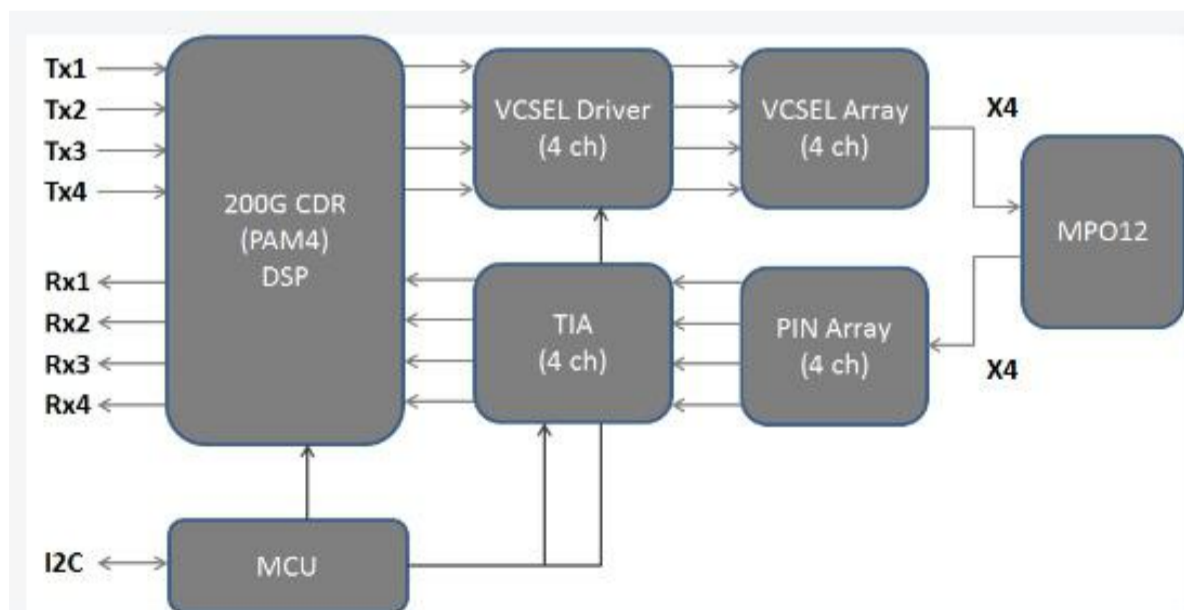 Tx1
Tx2
Tx3
Tx4
Rx1
Rx2
Rx3
Rx4
I2C
200G CDR
(PAM4)
DSP
MCU
VCSEL Driver
(4 ch)
TIA
(4 ch)
VCSEL Array
(4 ch)
PIN Array
(4 ch)
X4
MPO12
X4